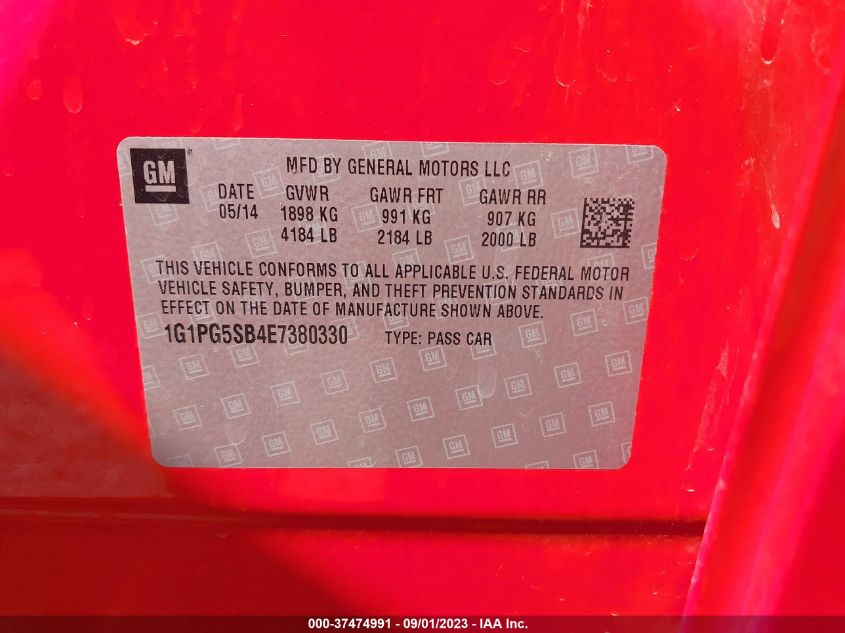 GM
MFD BY GENERAL MOTORS LLC
DATE GVWR GAWR FRT GAWR RR
05/14 1898 KG 991 KG 907 KG
4184 LB 2184 LB 2000 LB
THIS VEHICLE CONFORMS TO ALL APPLICABLE U.S. FEDERAL MOTOR
VEHICLE SAFETY, BUMPER, AND THEFT PREVENTION STANDARDS IN
EFFECT ON THE DATE OF MANUFACTURE SHOWN ABOVE.
1G1PG5SB4E7380330 TYPE: PASS CAR
000-37474991 - 09/01/2023 - IAA Inc.